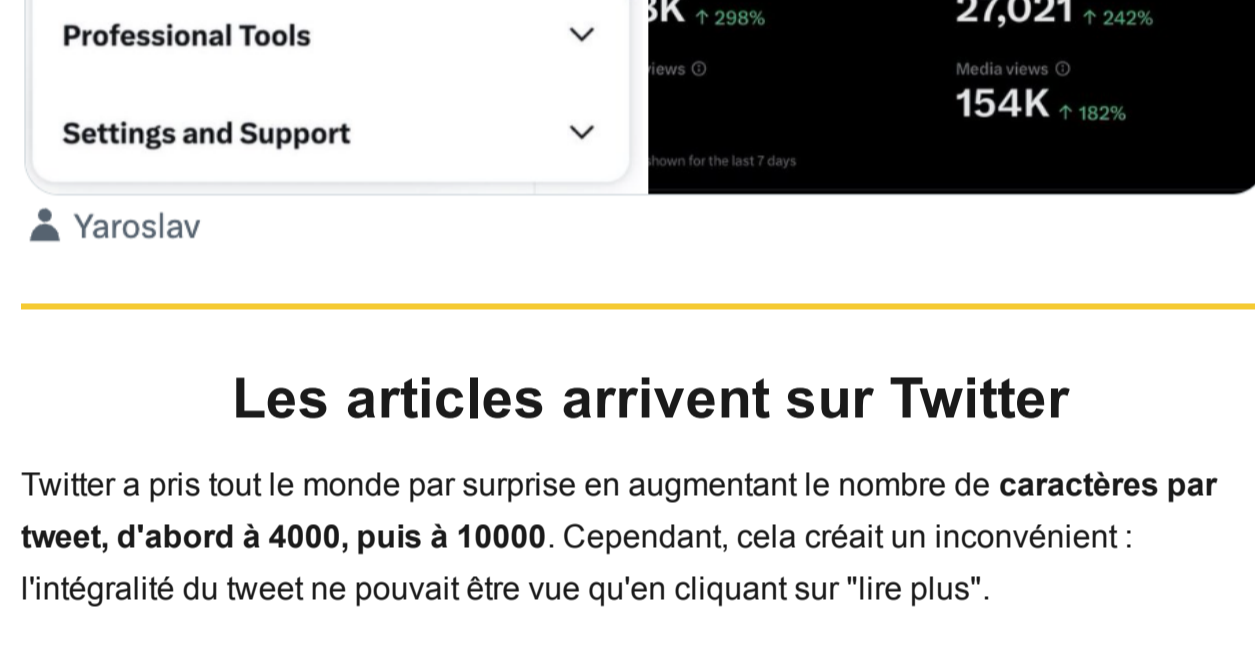 Professional Tools
Settings and Support
3K ↑ 298%
27,021 ↑ 242%
Media views
154K ↑ 182%
for the last 7 days
Yaroslav
Les articles arrivent sur Twitter
Twitter a pris tout le monde par surprise en augmentant le nombre de caractères par
tweet, d'abord à 4000, puis à 10000. Cependant, cela créait un inconvénient :
l'intégralité du tweet ne pouvait être vue qu'en cliquant sur "lire plus".